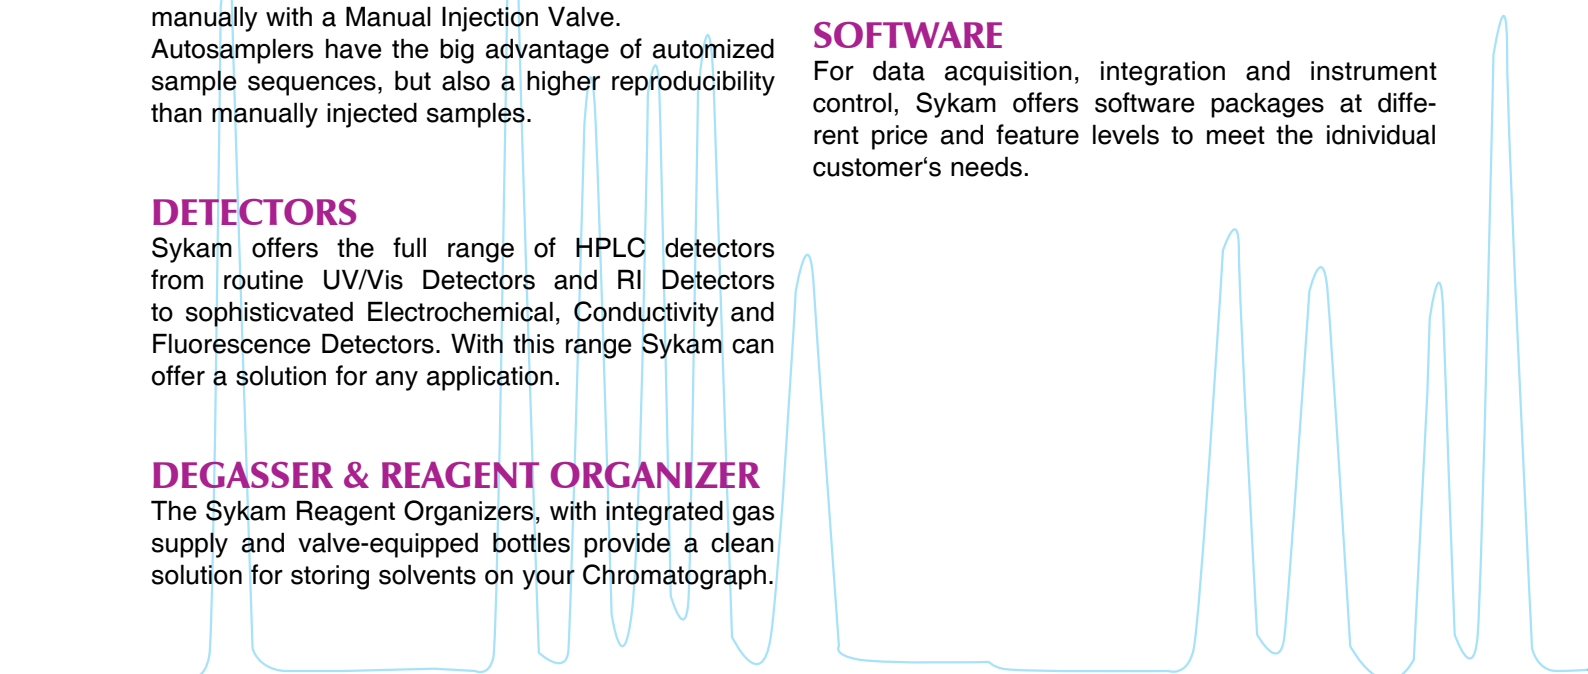 manually with a Manual Injection Valve.
Autosamplers have the big advantage of automized
sample sequences, but also a higher reproducibility
than manually injected samples.
DETECTORS
Sykam offers the full range of HPLC detectors
from routine UV/Vis Detectors and RI Detectors
to sophisticvated Electrochemical, Conductivity and
Fluorescence Detectors. With this range Sykam can
offer a solution for any application.
DEGASSER & REAGENT ORGANIZER
The Sykam Reagent Organizers, with integrated gas
supply and valve-equipped bottles provide a clean
solution for storing solvents on your Chromatograph.
SOFTWARE
For data acquisition, integration and instrument
control, Sykam offers software packages at diffe-
rent price and feature levels to meet the idnividual
customer‘s needs.